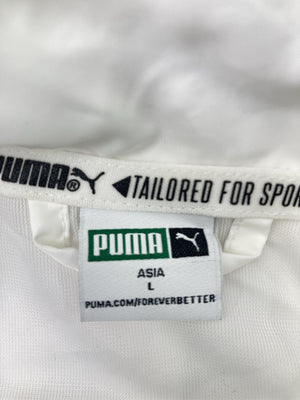 PUMA® TAILORED FOR SPOR
PUMA
ASIA
L
PUMA.COM/FOREVERBETTER